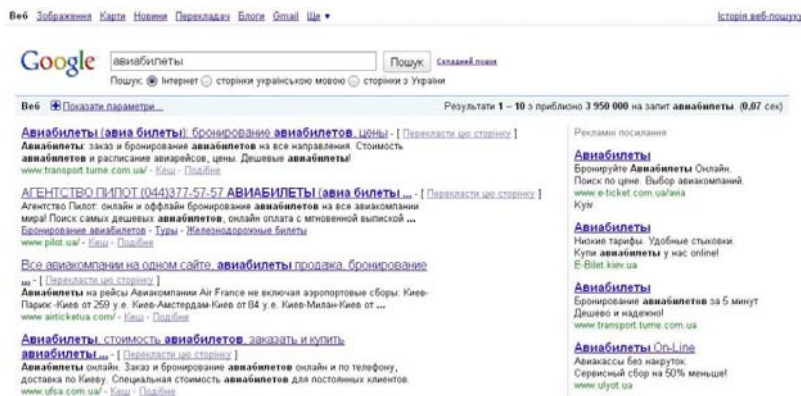 Веб Зображення Карти Новини Перекладач Блоги Gmail Ще ▼ Історія веб-пошуку
Google авиабилеты Пошук Складний пошук
Пошук: Інтернет сторінки українською мовою сторінки з України
Веб Показати параметри... Результати 1 – 10 з приблизно 3 950 000 на запит авиабилеты. (0,07 сек)
Авиабилеты (авиа билеты): бронирование авиабилетов, цены - [ Перекласти цю сторінку ]
Авиабилеты: заказ и бронирование авиабилетов на все направления. Стоимость
авиабилетов и расписание авиарейсов, цены. Дешевые авиабилеты!
www.transport.turne.com.ua/ - Кеш - Подібне
АГЕНТСТВО ПИЛОТ (044)377-57-57 АВИАБИЛЕТЫ (авиа билеты ... - [ Перекласти цю сторінку ]
Агентство Пилот: онлайн и оффлайн бронирование авиабилетов на все авиакомпании
мира! Поиск самых дешевых авиабилетов, онлайн оплата с мгновенной выпиской ...
Бронирование авиабилетов - Туры - Железнодорожные билеты
www.pilot.ua/ - Кеш - Подібне
Все авиакомпании на одном сайте, авиабилеты продажа, бронирование
... - [ Перекласти цю сторінку ]
Авиабилеты на рейсы Авиакомпании Air France не включая аэропортовые сборы: Киев-
Париж-Киев от 259 у.е. Киев-Амстердам-Киев от 84 у.е. Киев-Милан-Киев от ...
www.airticketua.com/ - Кеш - Подібне
Авиабилеты, стоимость авиабилетов, заказать и купить
авиабилеты ... - [ Перекласти цю сторінку ]
Авиабилеты онлайн. Заказ и бронирование авиабилетов онлайн и по телефону,
доставка по Киеву. Специальная стоимость авиабилетов для постоянных клиентов.
www.ufsa.com.ua/ - Кеш - Подібне
Рекламні посилання
Авиабилеты
Бронируйте Авиабилеты Онлайн.
Поиск по цене. Выбор авиакомпаний.
www.e-ticket.com.ua/avia
Kyiv
Авиабилеты
Низкие тарифы. Удобные стыковки.
Купи авиабилеты у нас online!
E-Bilet.kiev.ua
Авиабилеты
Бронирование авиабилетов за 5 минут
Дешево и надежно!
www.transport.turne.com.ua
Авиабилеты On-Line
Авиакассы без накруток.
Сервисный сбор на 50% меньше!
www.ulyot.ua